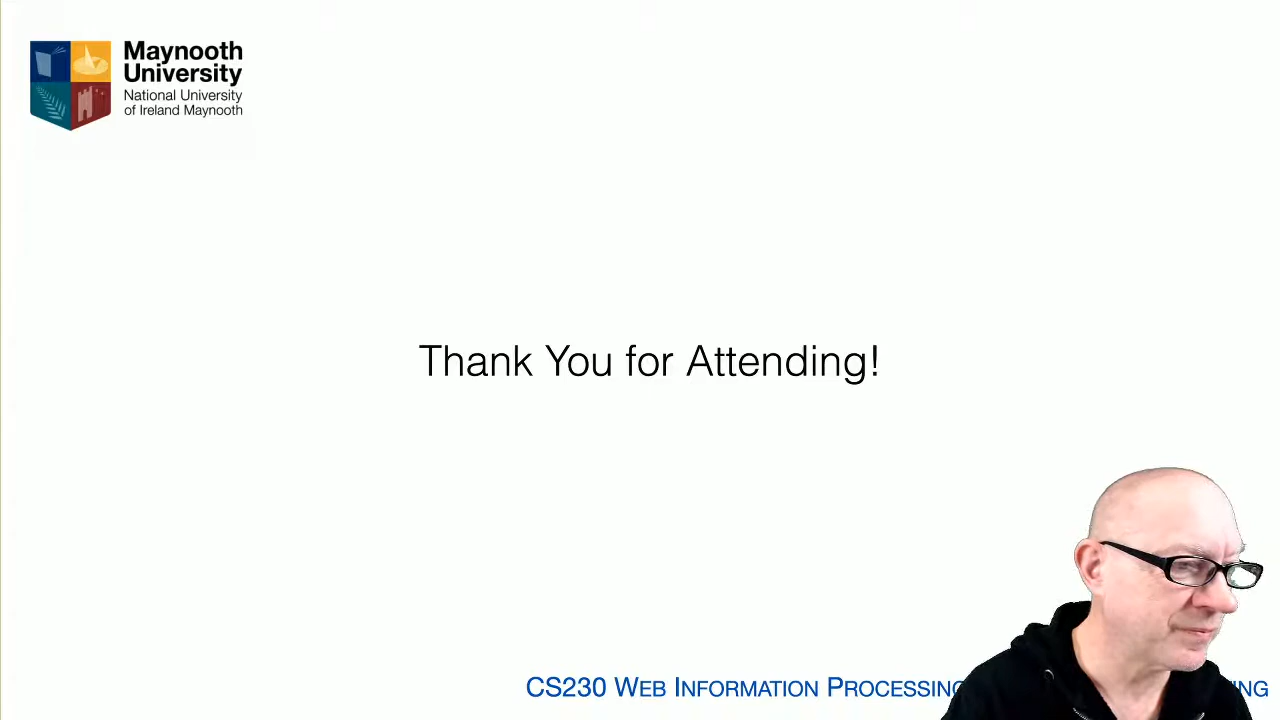 Maynooth
University
National University
of Ireland Maynooth
Thank You for Attending!
CS230 WEB INFORMATION PROCESSING